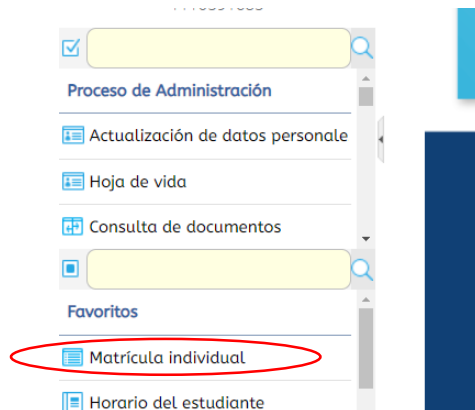 Proceso de Administración
Actualización de datos personale
Hoja de vida
Consulta de documentos
Favoritos
Matrícula individual
Horario del estudiante